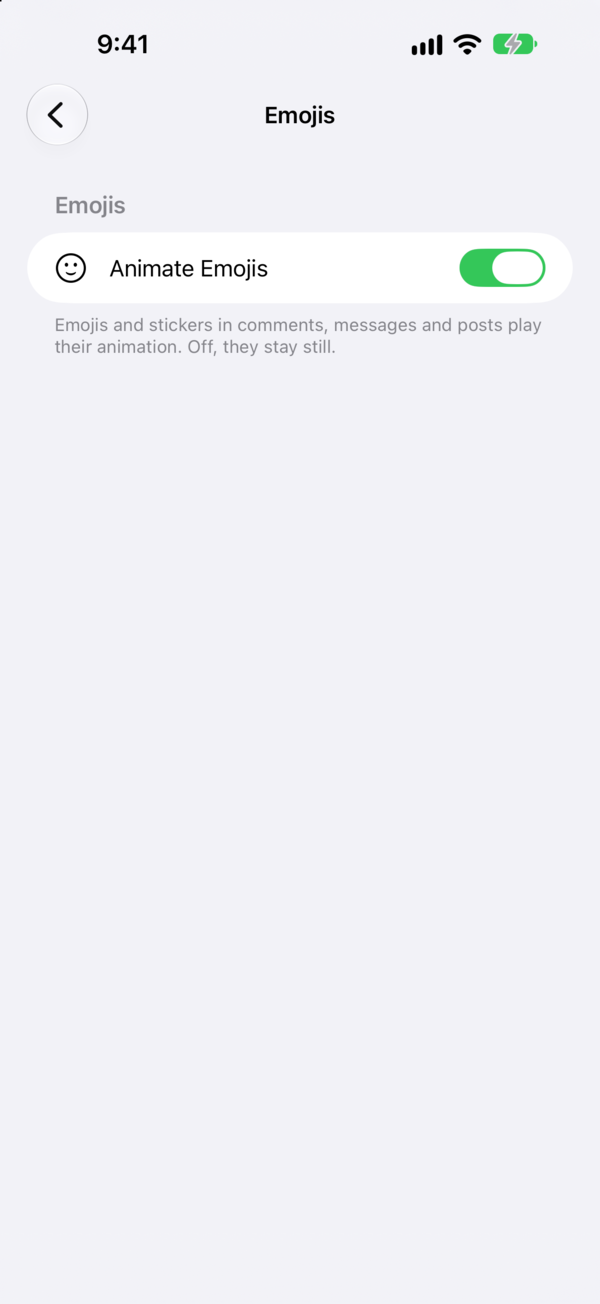 9:41
Emojis
Emojis
Animate Emojis
Emojis and stickers in comments, messages and posts play
their animation. Off, they stay still.